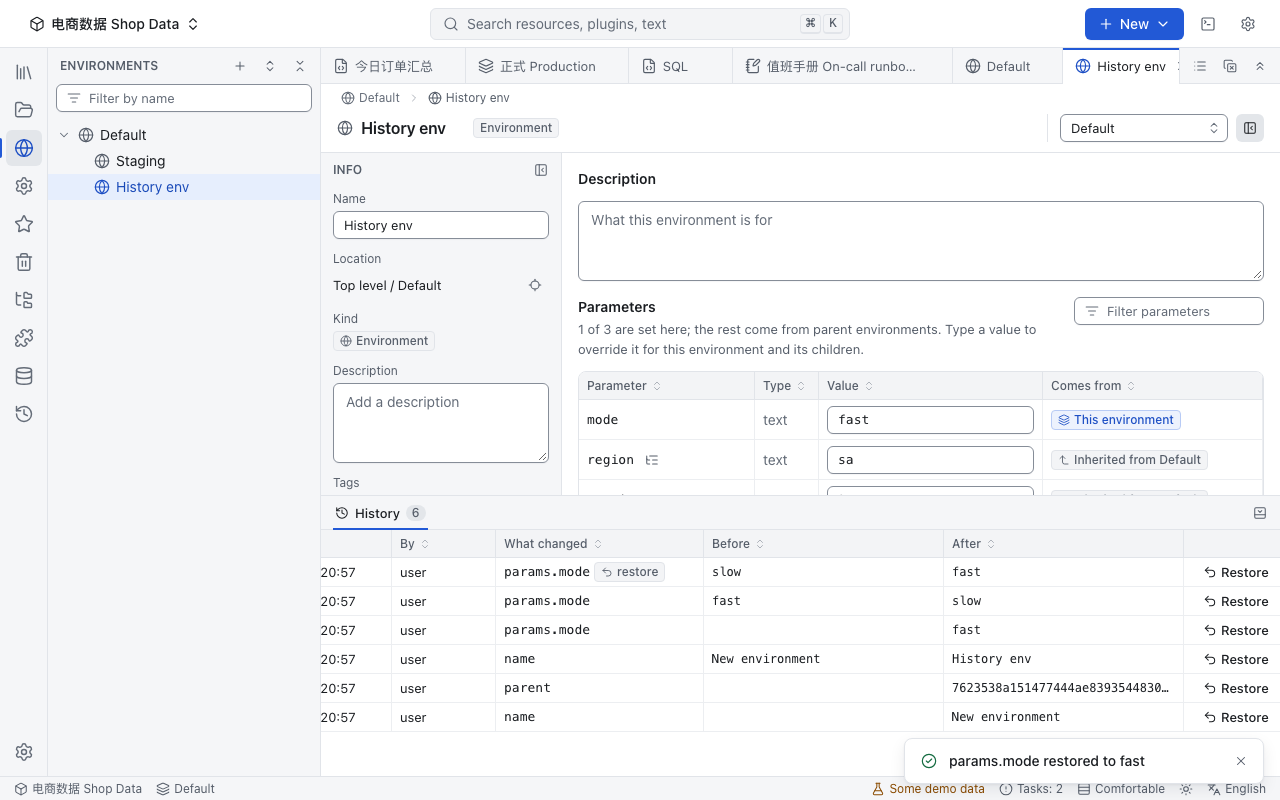 电商数据 Shop Data
Search resources, plugins, text ⌘ K
New
ENVIRONMENTS
Filter by name
Default
Staging
History env
今日订单汇总
正式 Production
SQL
值班手册 On-call runbo...
Default
History env
Default > History env
History env Environment
Default
INFO
Name
History env
Location
Top level / Default
Kind
Environment
Description
Add a description
Tags
Description
What this environment is for
Parameters
Filter parameters
1 of 3 are set here; the rest come from parent environments. Type a value to
override it for this environment and its children.
Parameter Type Value Comes from
mode text fast This environment
region text sa Inherited from Default
History 6
By What changed Before After
20:57 user params.mode restore slow fast Restore
20:57 user params.mode fast slow Restore
20:57 user params.mode fast Restore
20:57 user name New environment History env Restore
20:57 user parent 7623538a151477444ae8393544830… Restore
20:57 user name New environment Restore
params.mode restored to fast
电商数据 Shop Data
Default
Some demo data
Tasks: 2
Comfortable
English